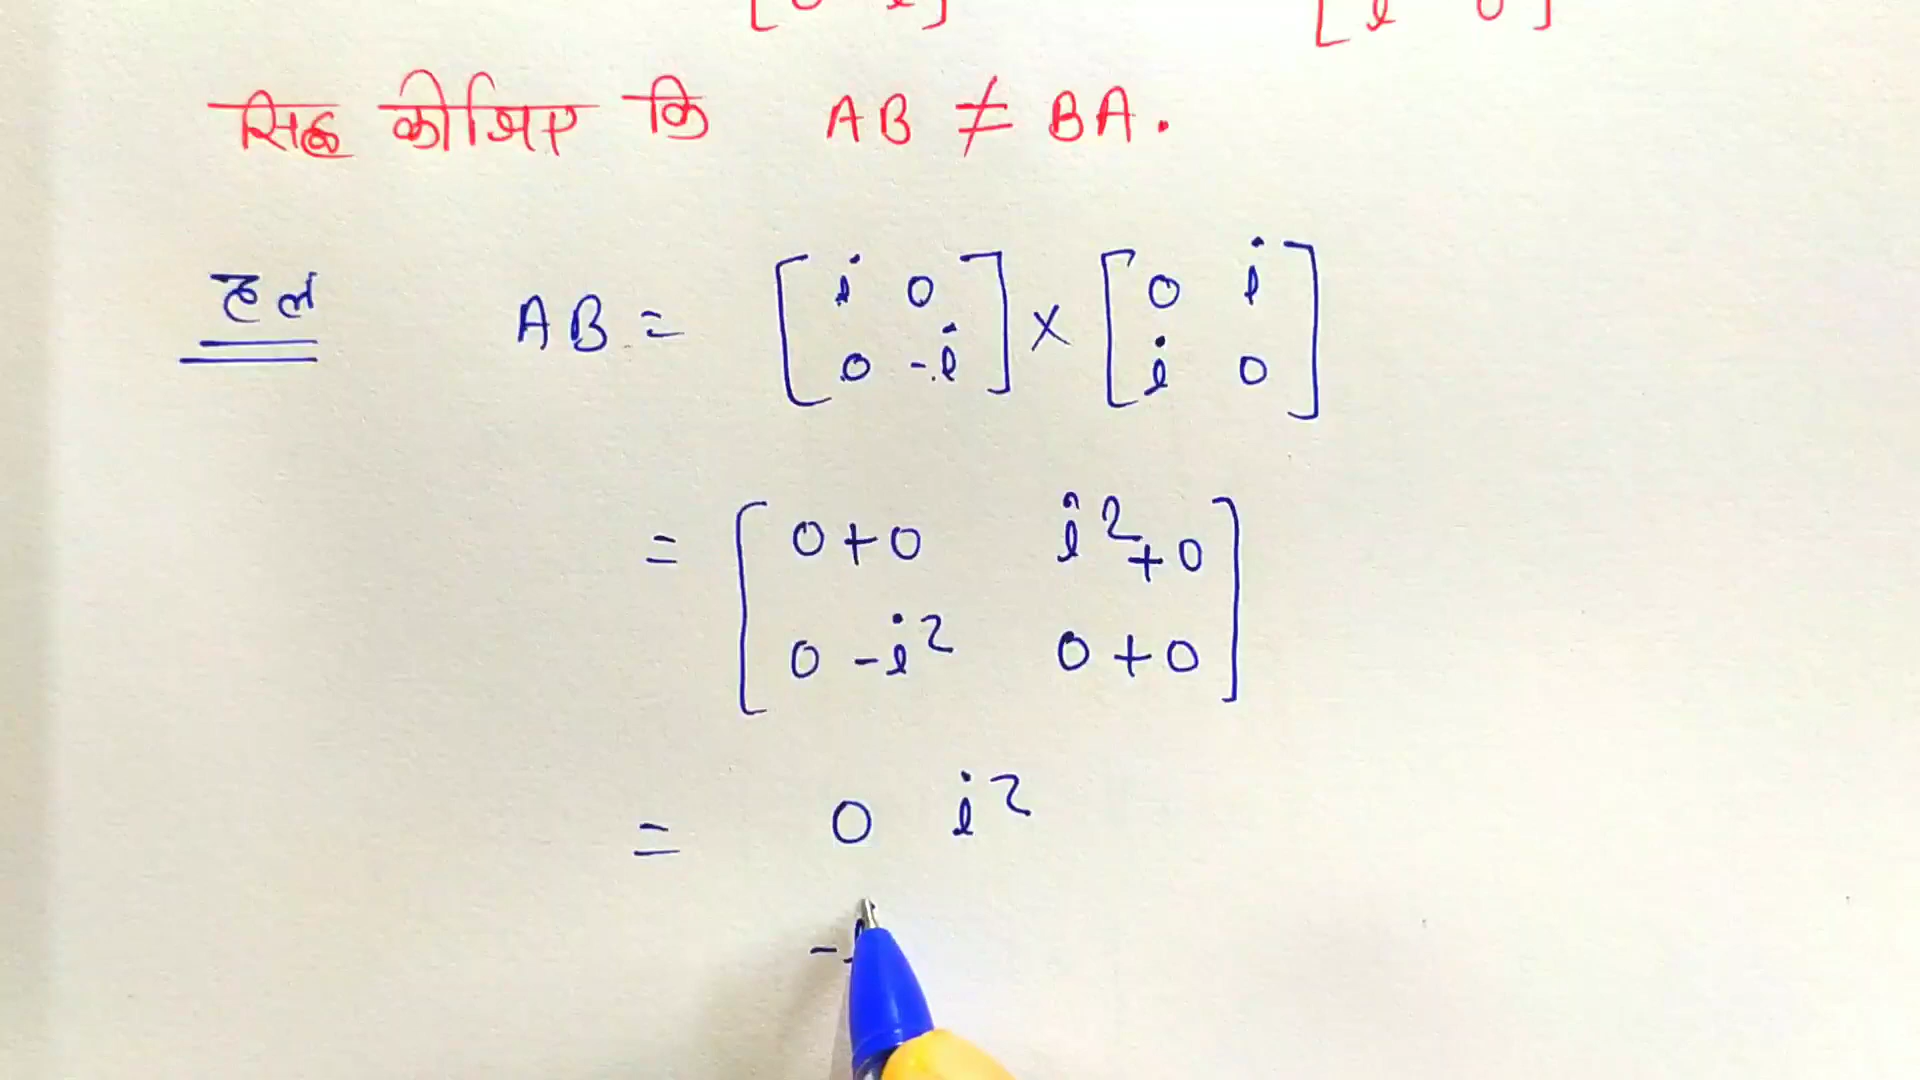 सिद्ध कीजिए कि AB ≠ BA.
हल AB = [ i 0 ] × [ 0 i ]
[ 0 -i ] [ i 0 ]
= [ 0+0 i²+0 ]
[ 0-i² 0+0 ]
= 0 i²
-i